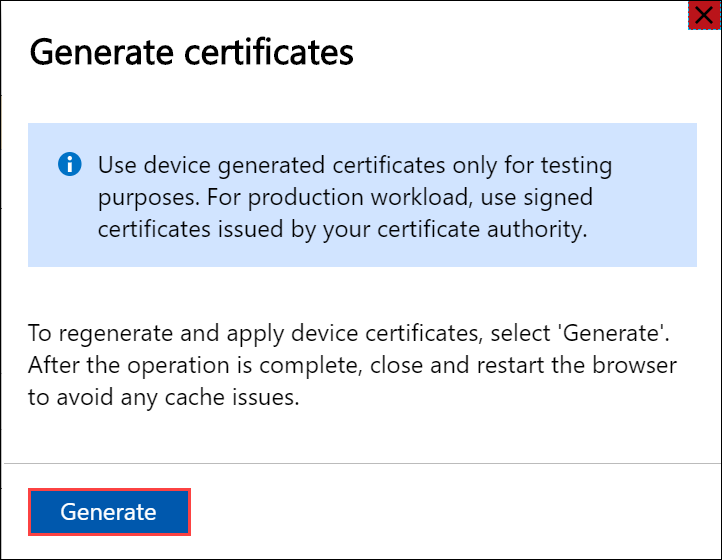 Generate certificates
Use device generated certificates only for testing
purposes. For production workload, use signed
certificates issued by your certificate authority.
To regenerate and apply device certificates, select 'Generate'.
After the operation is complete, close and restart the browser
to avoid any cache issues.
Generate